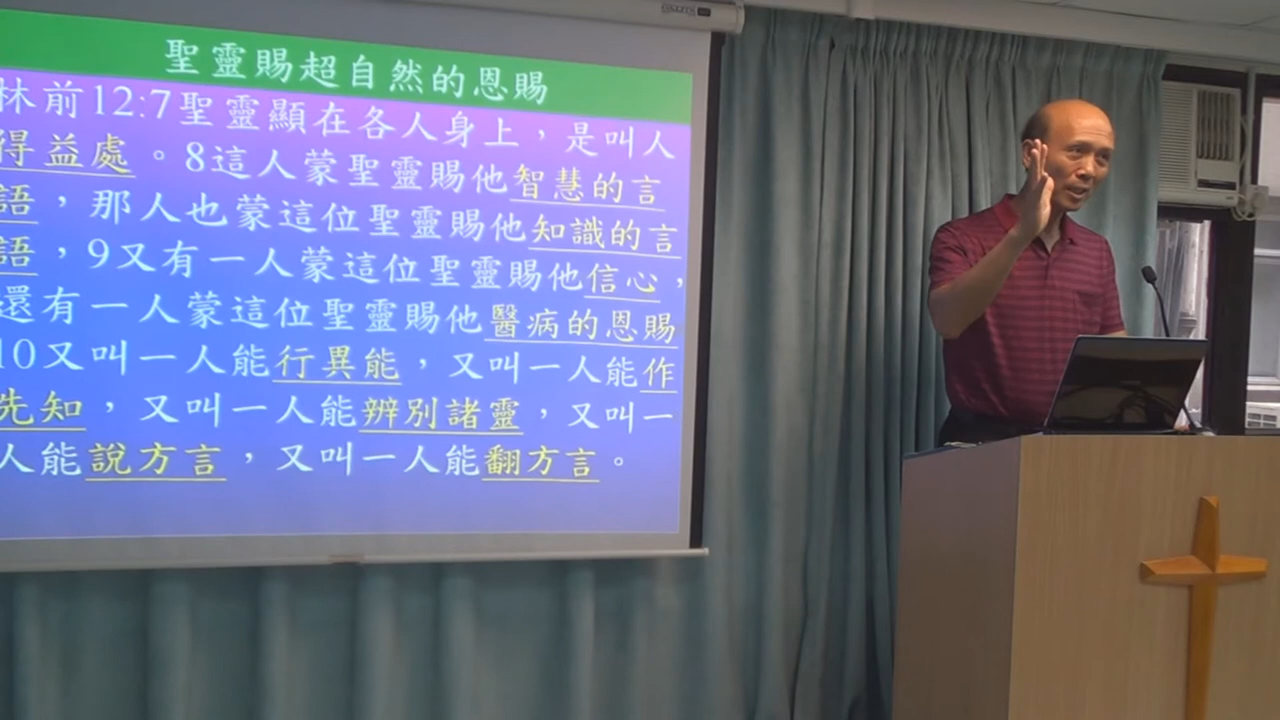 聖靈賜超自然的恩賜
林前12:7聖靈顯在各人身上，是叫人
得益處。8這人蒙聖靈賜他智慧的言
語，那人也蒙這位聖靈賜他知識的言
語，9又有一人蒙這位聖靈賜他信心，
還有一人蒙這位聖靈賜他醫病的恩賜
10又叫一人能行異能，又叫一人能作
先知，又叫一人能辨別諸靈，又叫一
人能說方言，又叫一人能翻方言。